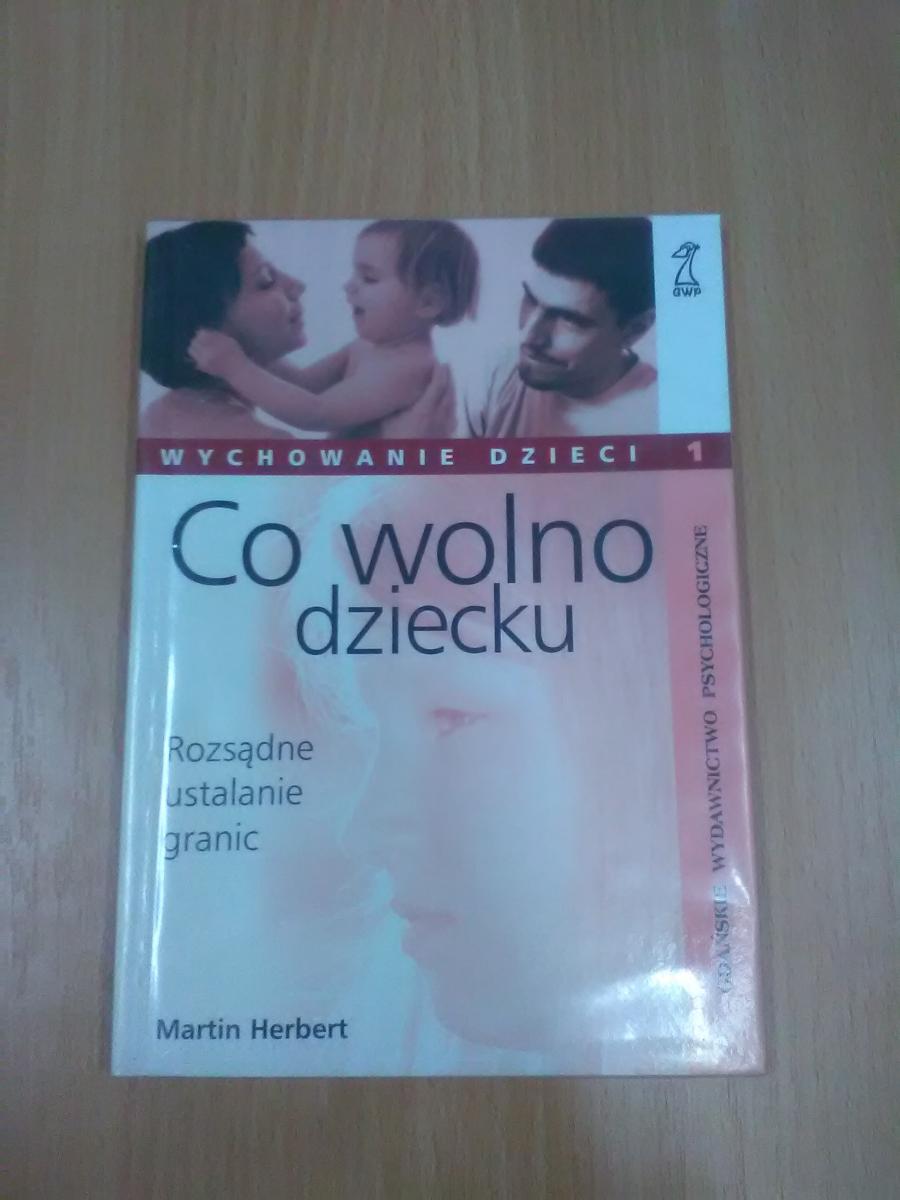 GWP
WYCHOWANIE DZIECI 1
Co wolno
dziecku
Rozsądne
ustalanie
granic
Martin Herbert
GDAŃSKIE WYDAWNICTWO PSYCHOLOGICZNE